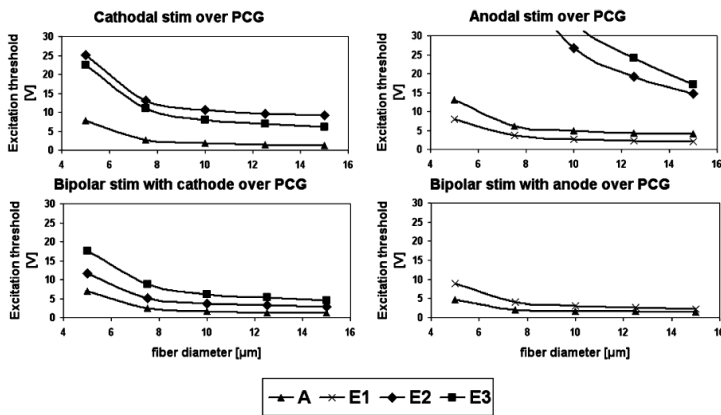 Cathodal stim over PCG
Anodal stim over PCG
Excitation threshold
[V]
30
25
20
15
10
5
0
4 6 8 10 12 14 16
Excitation threshold
[V]
30
25
20
15
10
5
0
4 6 8 10 12 14 16
Bipolar stim with cathode over PCG
Bipolar stim with anode over PCG
Excitation threshold
[V]
30
25
20
15
10
5
0
4 6 8 10 12 14 16
fiber diameter [µm]
Excitation threshold
[V]
30
25
20
15
10
5
0
4 6 8 10 12 14 16
fiber diameter [µm]
A E1 E2 E3